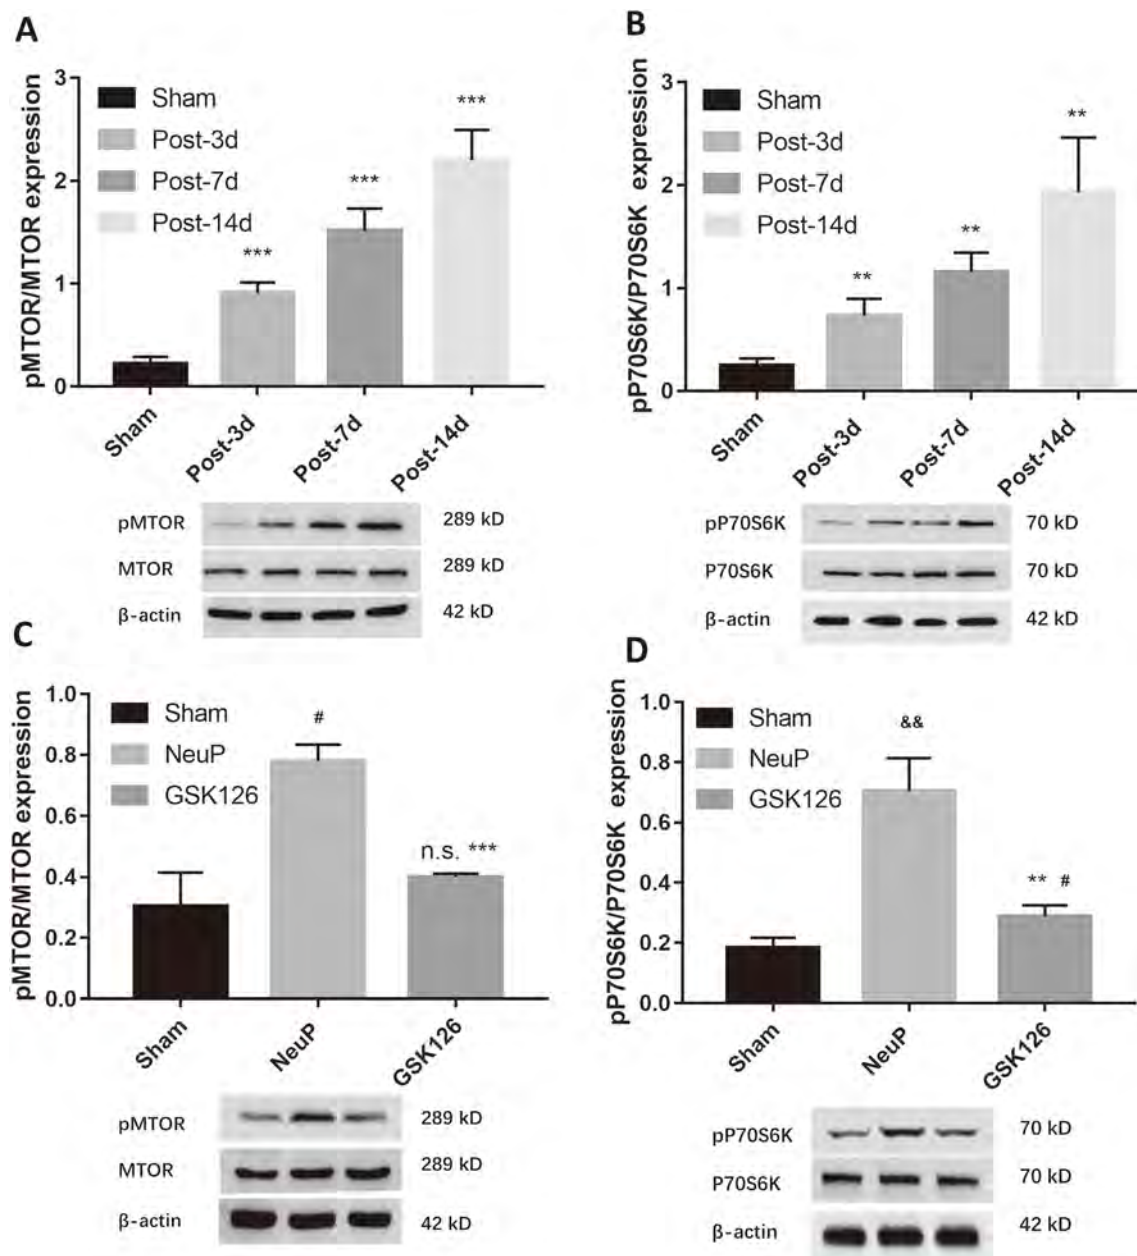 A
pMTOR/MTOR expression
3
2
1
0
Sham
Post-3d
Post-7d
Post-14d
***
***
***
Sham
Post-3d
Post-7d
Post-14d
pMTOR 289 kD
MTOR 289 kD
β-actin 42 kD
B
pP70S6K/P70S6K expression
3
2
1
0
Sham
Post-3d
Post-7d
Post-14d
**
**
**
Sham
Post-3d
Post-7d
Post-14d
pP70S6K 70 kD
P70S6K 70 kD
β-actin 42 kD
C
pMTOR/MTOR expression
1.0
0.8
0.6
0.4
0.2
0.0
Sham
NeuP
GSK126
#
n.s. ***
Sham
NeuP
GSK126
pMTOR 289 kD
MTOR 289 kD
β-actin 42 kD
D
pP70S6K/P70S6K expression
1.0
0.8
0.6
0.4
0.2
0.0
Sham
NeuP
GSK126
&&
** #
Sham
NeuP
GSK126
pP70S6K 70 kD
P70S6K 70 kD
β-actin 42 kD